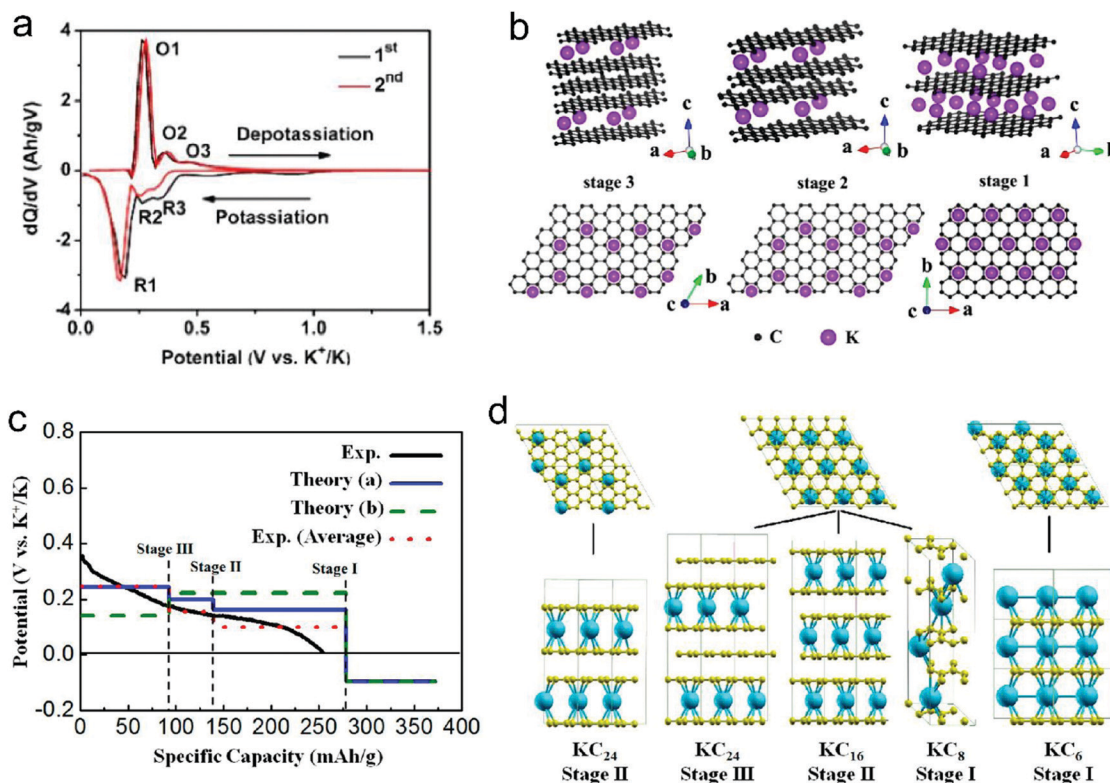 a
4
2
0
-2
-4
dQ/dV (Ah/gV)
O1
O2
O3
1st
2nd
Depotassiation
Potassiation
R1
R2
R3
0.0
0.5
1.0
1.5
Potential (V vs. K+/K)
b
c
a
b
c
a
b
c
a
b
stage 3
stage 2
stage 1
b
c
a
b
c
a
b
c
a
C
K
c
0.8
0.6
0.4
0.2
0.0
-0.2
Potential (V vs. K+/K)
Exp.
Theory (a)
Theory (b)
Exp. (Average)
Stage III
Stage II
Stage I
0 50 100 150 200 250 300 350 400
Specific Capacity (mAh/g)
d
KC24
Stage II
KC24
Stage III
KC16
Stage II
KC8
Stage I
KC6
Stage I